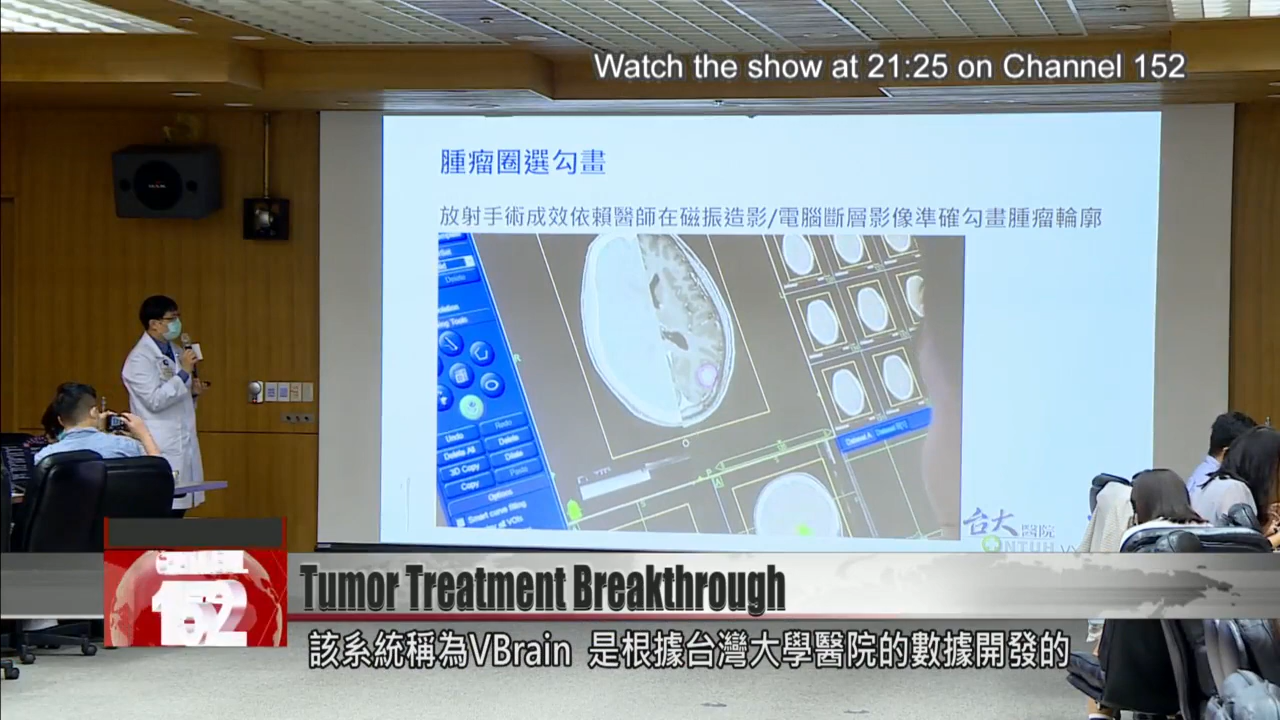 Watch the show at 21:25 on Channel 152
腫瘤圈選勾畫
放射手術成效依賴醫師在磁振造影/電腦斷層影像準確勾畫腫瘤輪廓
Delete
Undo
Redo
Delete All
Delete
3D Copy
Copy
Paste
Options
台大醫院
NTUH
152
Tumor Treatment Breakthrough
該系統稱為VBrain 是根據台灣大學醫院的數據開發的